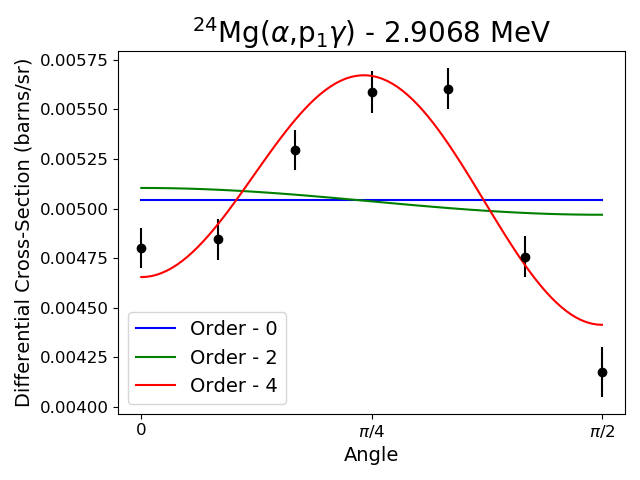 ²⁴Mg(α,p₁γ) - 2.9068 MeV
Differential Cross-Section (barns/sr)
0.00575
0.00550
0.00525
0.00500
0.00475
0.00450
0.00425
0.00400
Order - 0
Order - 2
Order - 4
0
π/4
π/2
Angle